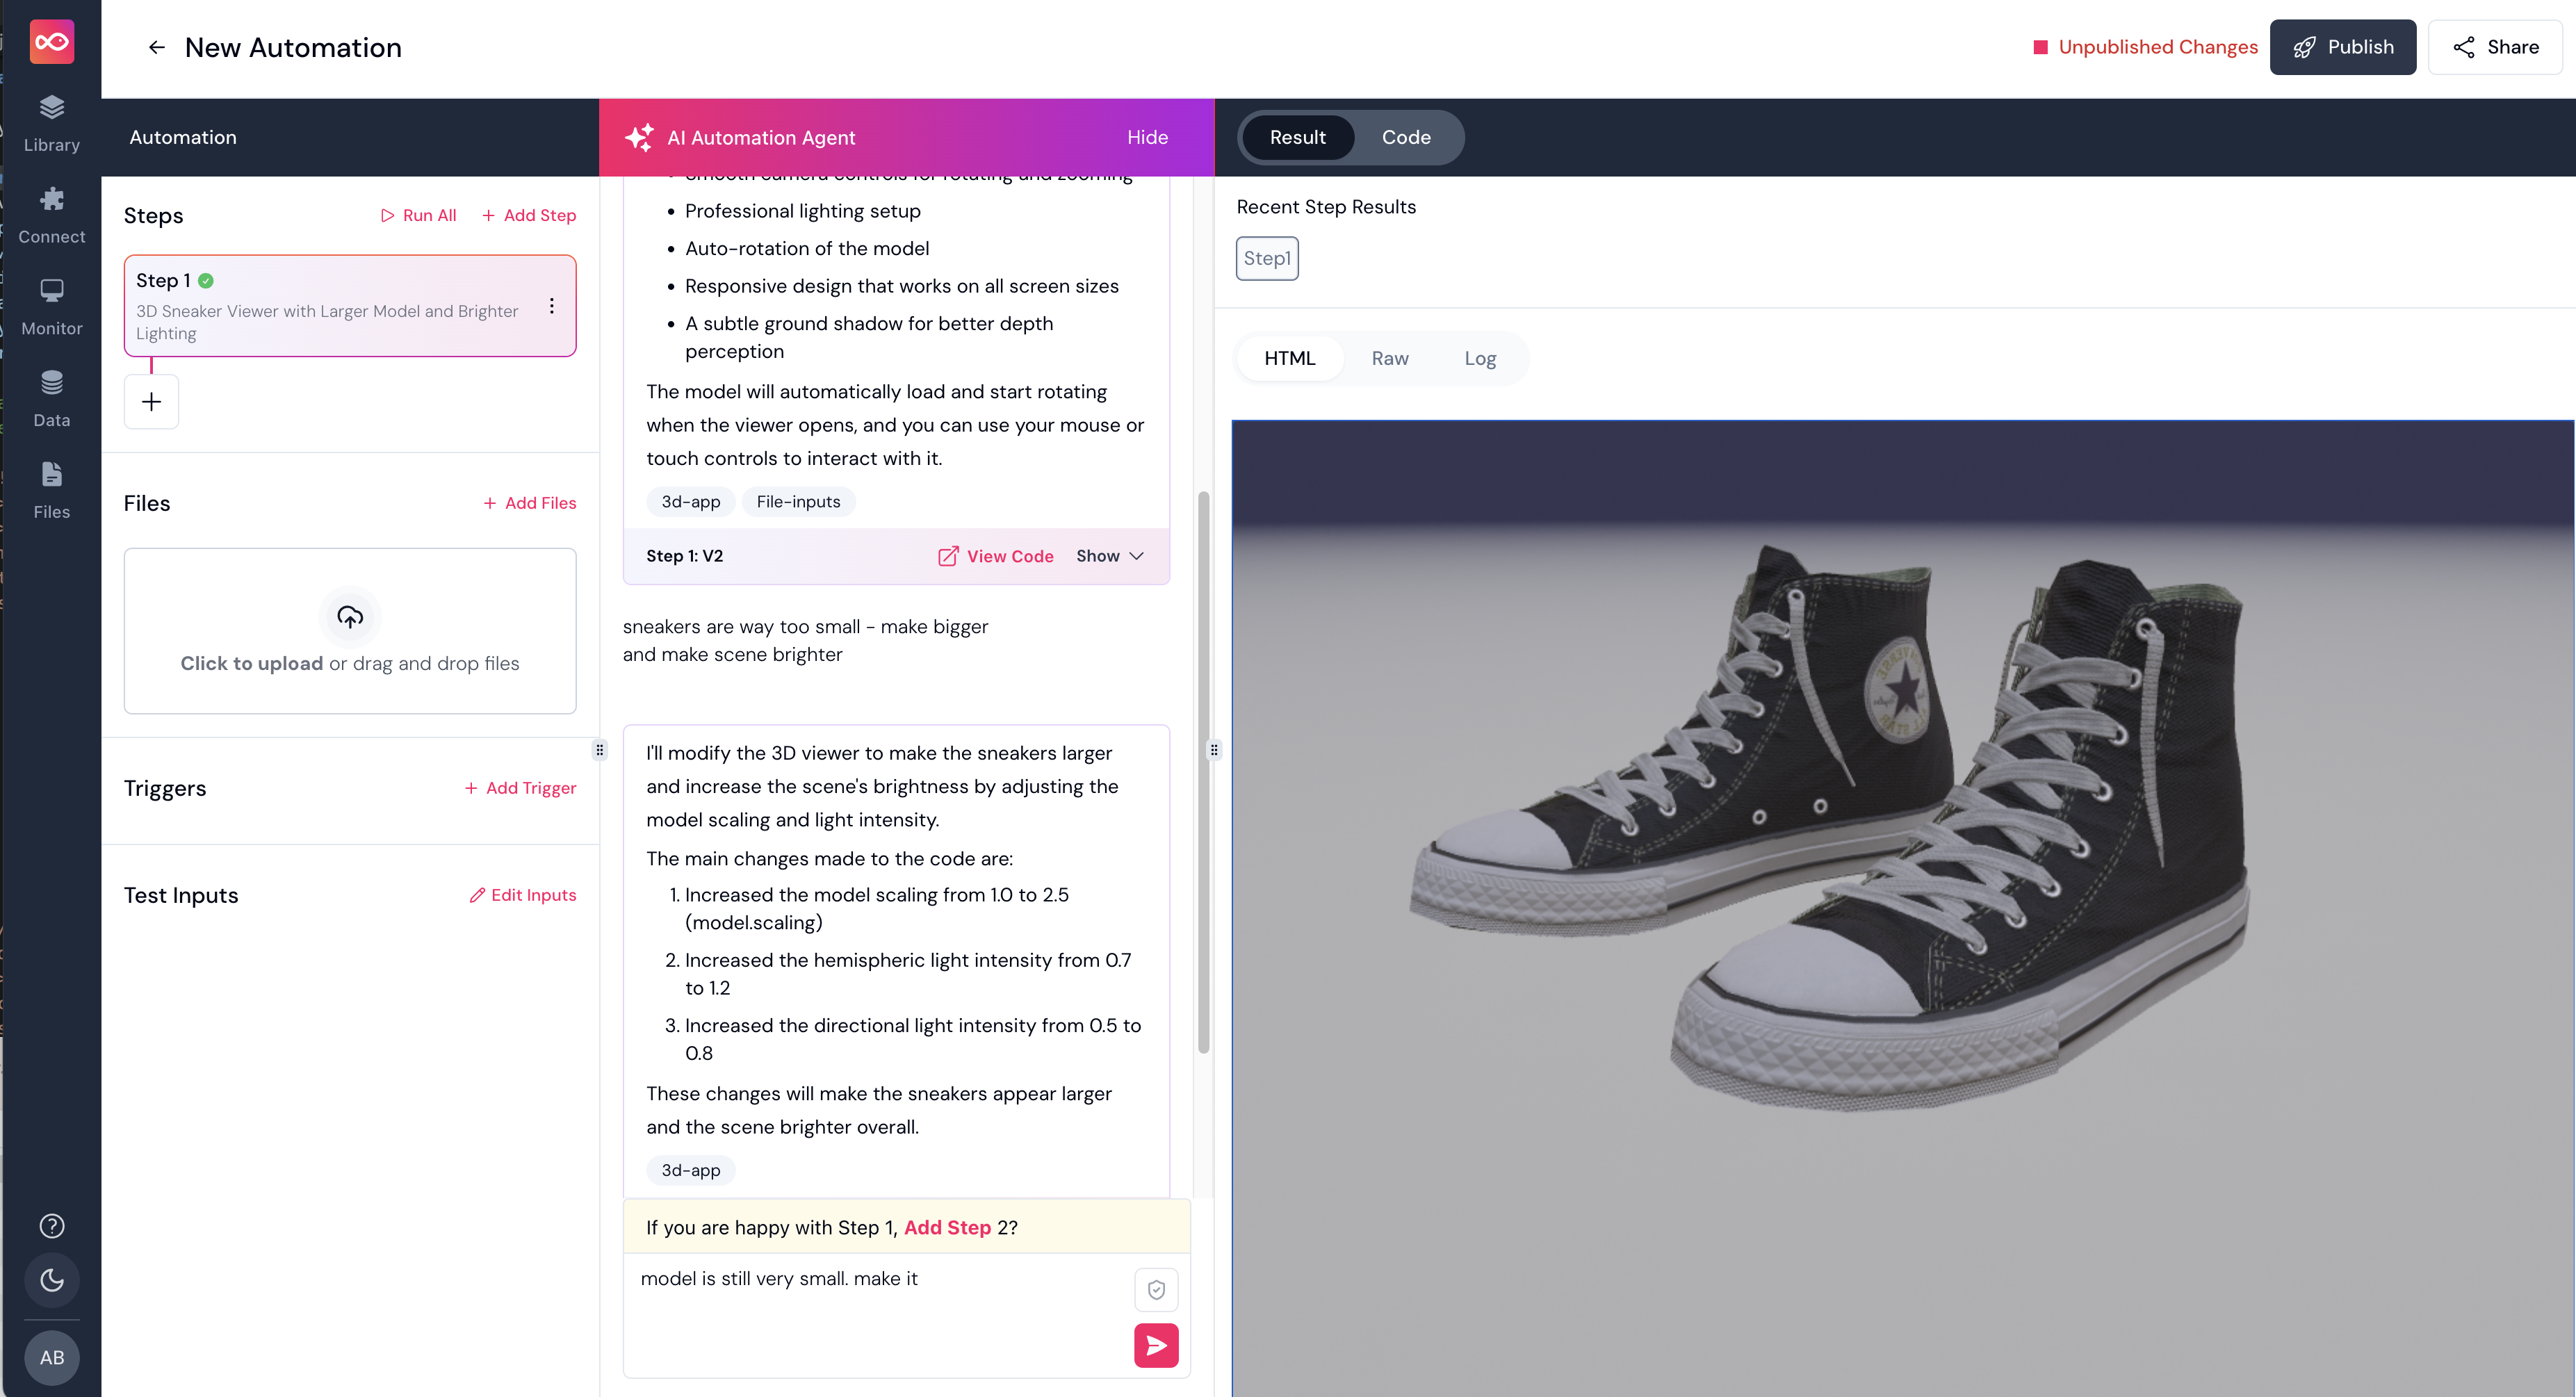 New Automation
Unpublished Changes
Publish
Share
Library
Connect
Monitor
Data
Files
AB
Automation
Steps
Run All
+ Add Step
Step 1
3D Sneaker Viewer with Larger Model and Brighter
Lighting
Files
+ Add Files
Click to upload or drag and drop files
Triggers
+ Add Trigger
Test Inputs
Edit Inputs
AI Automation Agent
Hide
• Smooth camera controls for rotating and zooming
• Professional lighting setup
• Auto-rotation of the model
• Responsive design that works on all screen sizes
• A subtle ground shadow for better depth
perception
The model will automatically load and start rotating
when the viewer opens, and you can use your mouse or
touch controls to interact with it.
3d-app
File-inputs
Step 1: V2
View Code
Show
sneakers are way too small - make bigger
and make scene brighter
I'll modify the 3D viewer to make the sneakers larger
and increase the scene's brightness by adjusting the
model scaling and light intensity.
The main changes made to the code are:
1. Increased the model scaling from 1.0 to 2.5
(model.scaling)
2. Increased the hemispheric light intensity from 0.7
to 1.2
3. Increased the directional light intensity from 0.5 to
0.8
These changes will make the sneakers appear larger
and the scene brighter overall.
3d-app
If you are happy with Step 1, Add Step 2?
model is still very small. make it
Result
Code
Recent Step Results
Step1
HTML
Raw
Log